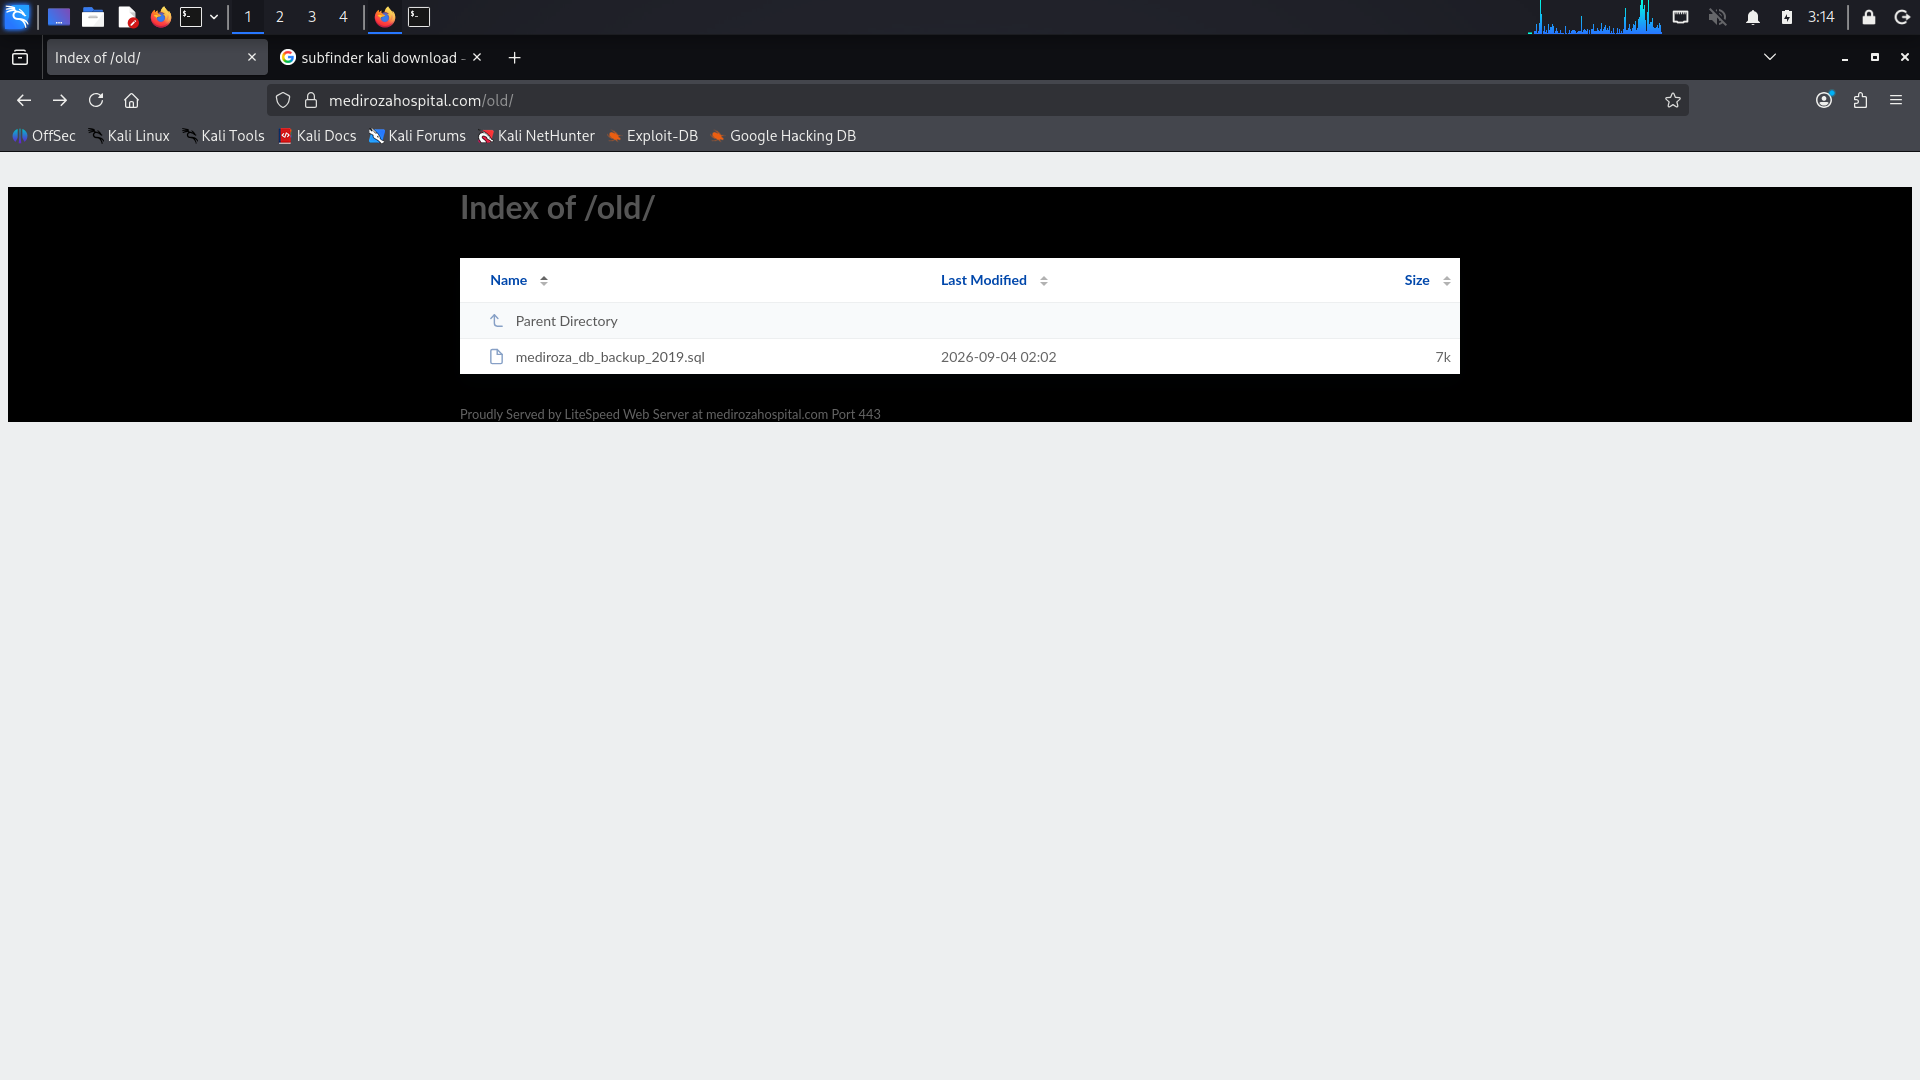 1 2 3 4 3:14
Index of /old/ subfinder kali download -
medirozahospital.com/old/
OffSec Kali Linux Kali Tools Kali Docs Kali Forums Kali NetHunter Exploit-DB Google Hacking DB
Index of /old/
Name Last Modified Size
Parent Directory
mediroza_db_backup_2019.sql 2026-09-04 02:02 7k
Proudly Served by LiteSpeed Web Server at medirozahospital.com Port 443